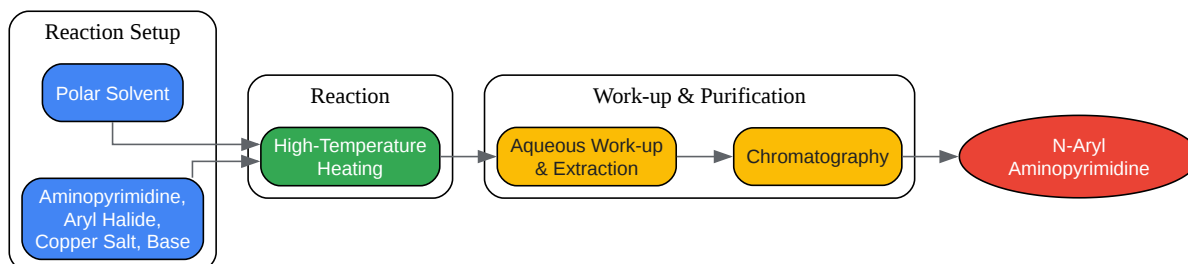 Reaction Setup
Polar Solvent
Aminopyrimidine,
Aryl Halide,
Copper Salt, Base
Reaction
High-Temperature
Heating
Work-up & Purification
Aqueous Work-up
& Extraction
Chromatography
N-Aryl
Aminopyrimidine